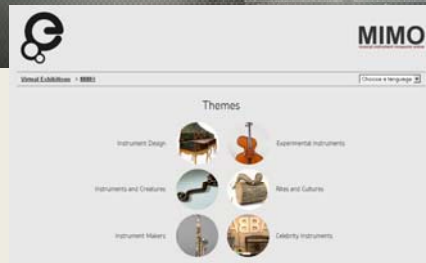 MIMO
Virtual Exhibitions > MIMO
Choose a language
Themes
Instrument Design
Experimental Instruments
Instruments and Creatures
Rites and Cultures
Instrument Makers
Celebrity Instruments
ABBA